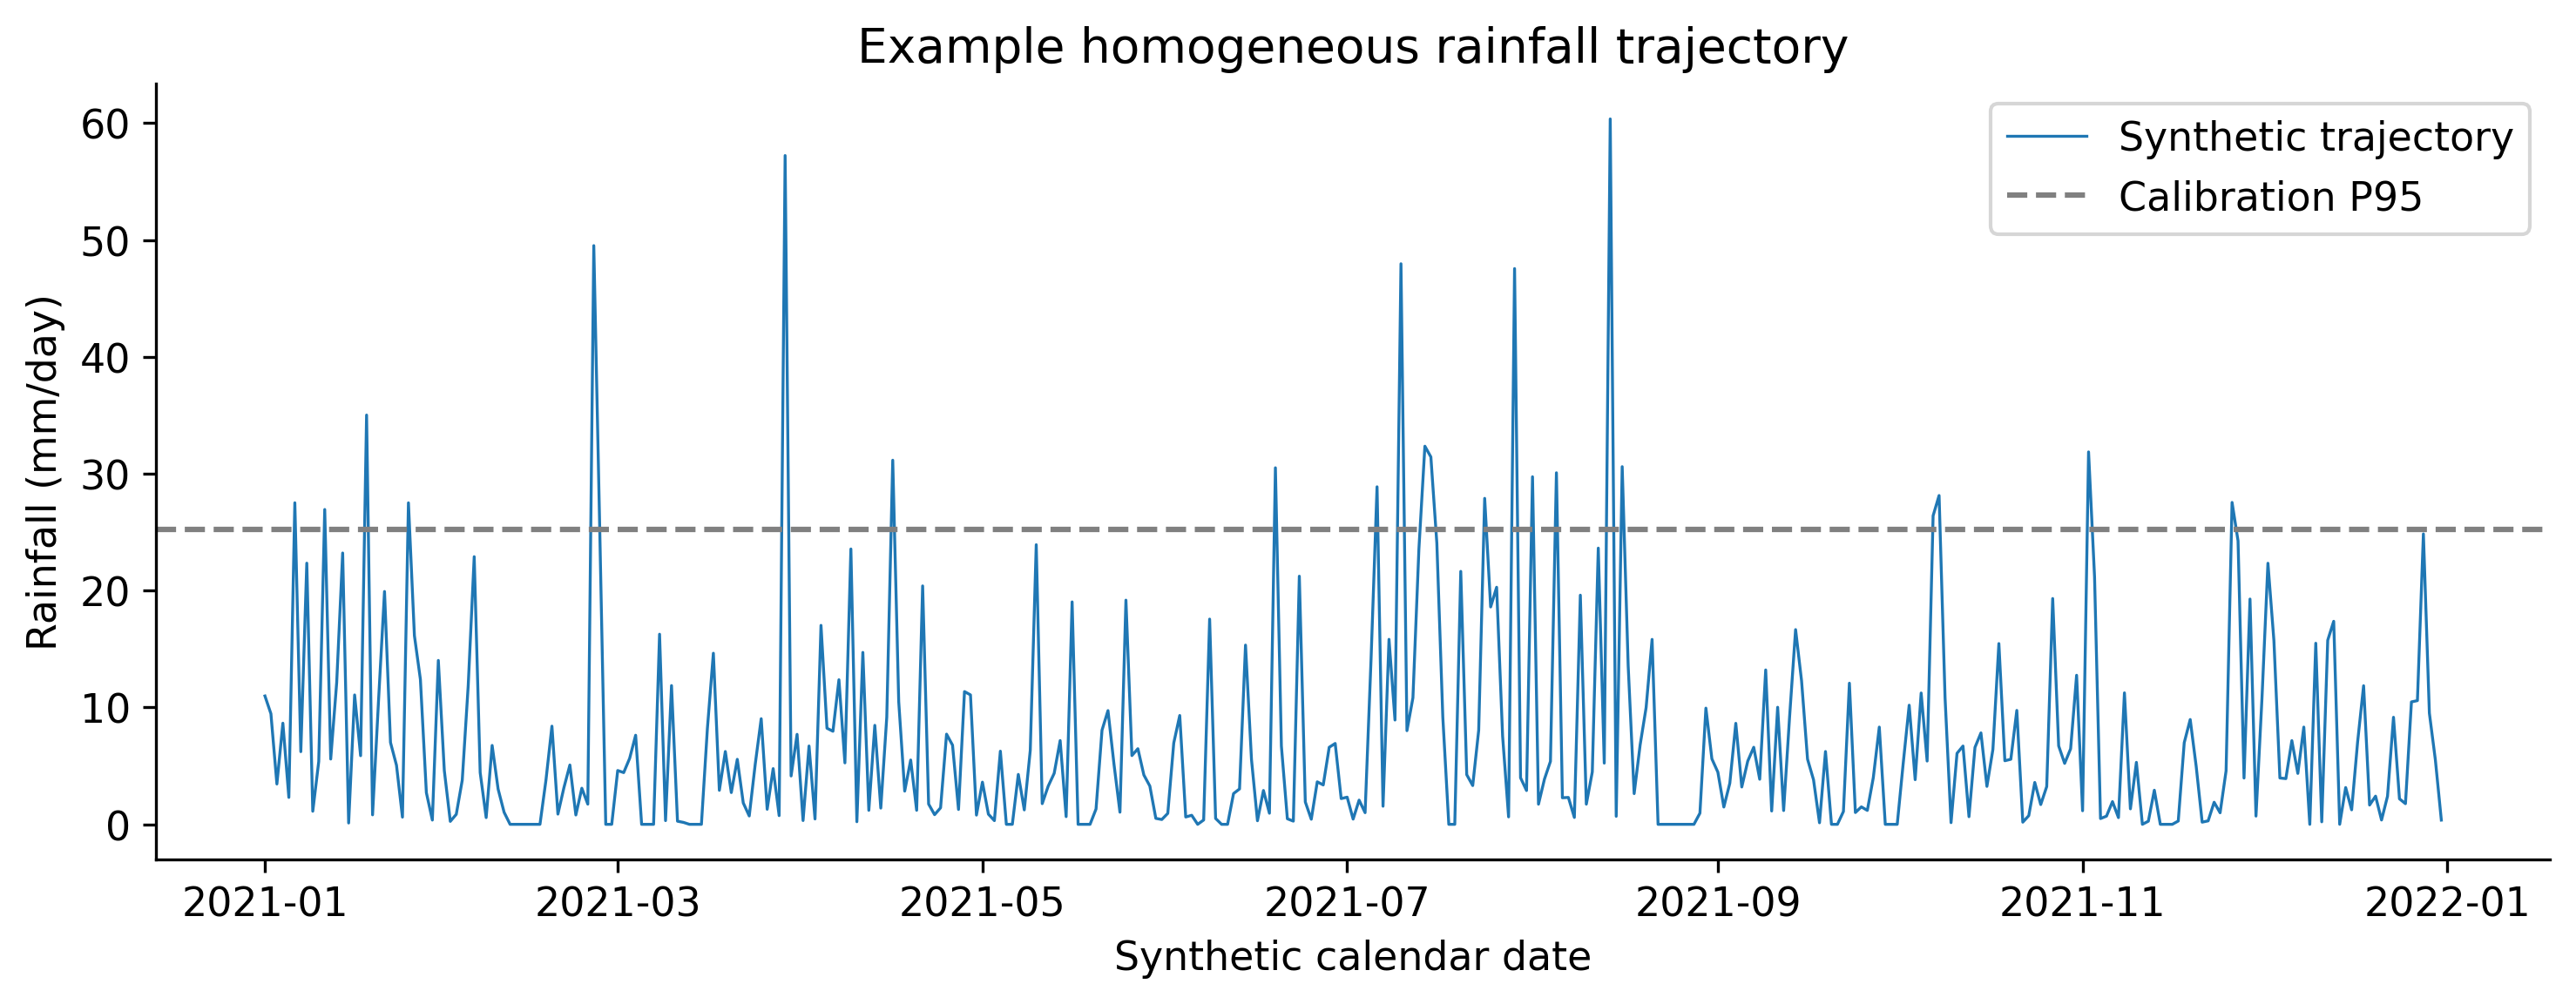 Example homogeneous rainfall trajectory
Synthetic trajectory
Calibration P95
Rainfall (mm/day)
60
50
40
30
20
10
0
2021-01
2021-03
2021-05
2021-07
2021-09
2021-11
2022-01
Synthetic calendar date